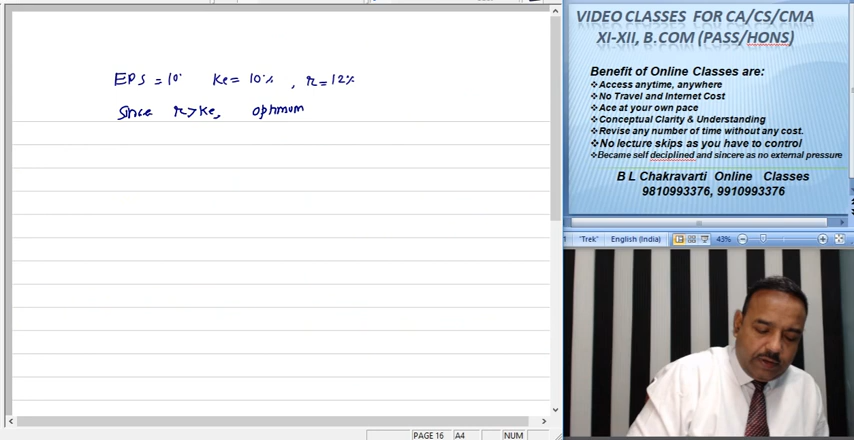 EPS = 10 Ke = 10%, r = 12%
Since r > Ke, optimum
PAGE 16 A4 NUM
VIDEO CLASSES FOR CA/CS/CMA
XI-XII, B.COM (PASS/HONS)
Benefit of Online Classes are:
❖Access anytime, anywhere
❖No Travel and Internet Cost
❖Ace at your own pace
❖Conceptual Clarity & Understanding
❖Revise any number of time without any cost.
❖No lecture skips as you have to control
❖Became self deciplined and sincere as no external pressure
B L Chakravarti Online Classes
9810993376, 9910993376
"Trek" English (India) 43%